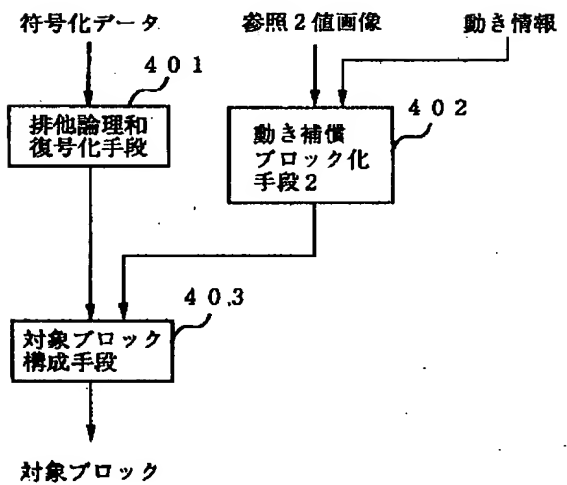 符号化データ
参照２値画像
動き情報
４０１
排他論理和
復号化手段
４０２
動き補償
ブロック化
手段２
４０３
対象ブロック
構成手段
対象ブロック